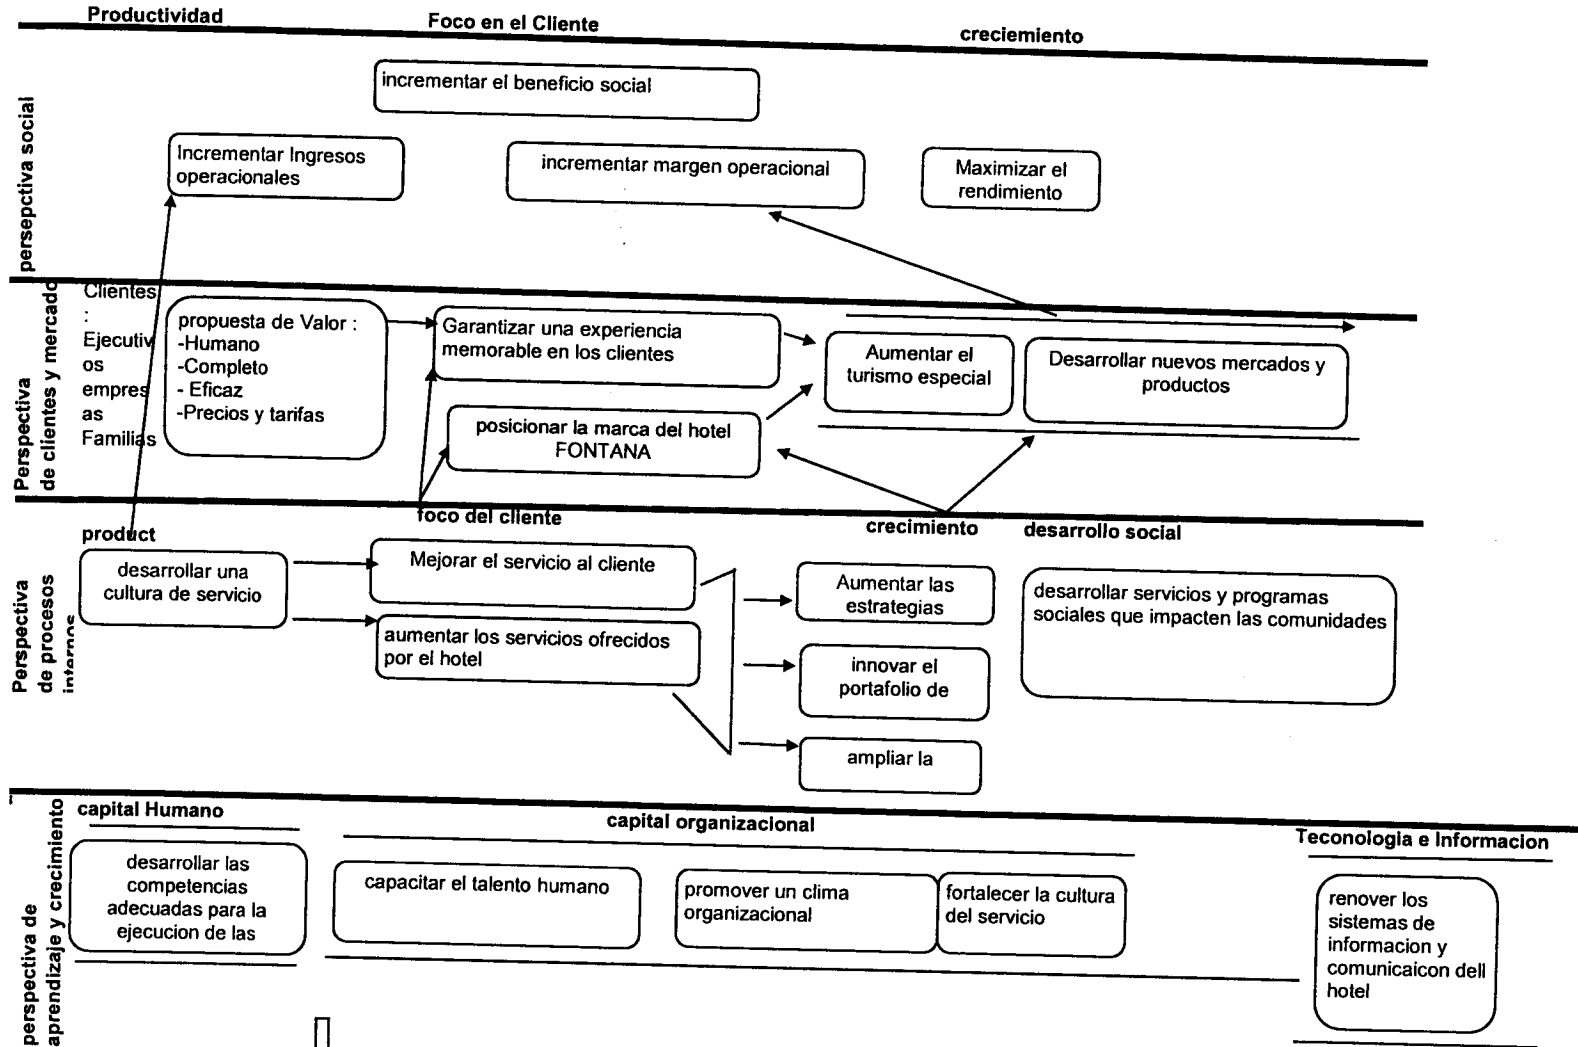 Productividad
Foco en el Cliente
creciemiento
persepctiva social
incrementar el beneficio social
Incrementar Ingresos
operacionales
incrementar margen operacional
Maximizar el
rendimiento
Perspectiva
de clientes y mercado
Clientes
:
Ejecutiv
os
empres
as
Familias
propuesta de Valor :
-Humano
-Completo
- Eficaz
-Precios y tarifas
Garantizar una experiencia
memorable en los clientes
posicionar la marca del hotel
FONTANA
Aumentar el
turismo especial
Desarrollar nuevos mercados y
productos
Perspectiva
de procesos
internos
product
foco del cliente
crecimiento
desarrollo social
desarrollar una
cultura de servicio
Mejorar el servicio al cliente
aumentar los servicios ofrecidos
por el hotel
Aumentar las
estrategias
innovar el
portafolio de
ampliar la
desarrollar servicios y programas
sociales que impacten las comunidades
perspectiva de
aprendizaje y crecimiento
capital Humano
capital organizacional
Teconologia e Informacion
desarrollar las
competencias
adecuadas para la
ejecucion de las
capacitar el talento humano
promover un clima
organizacional
fortalecer la cultura
del servicio
renover los
sistemas de
informacion y
comunicaicon dell
hotel